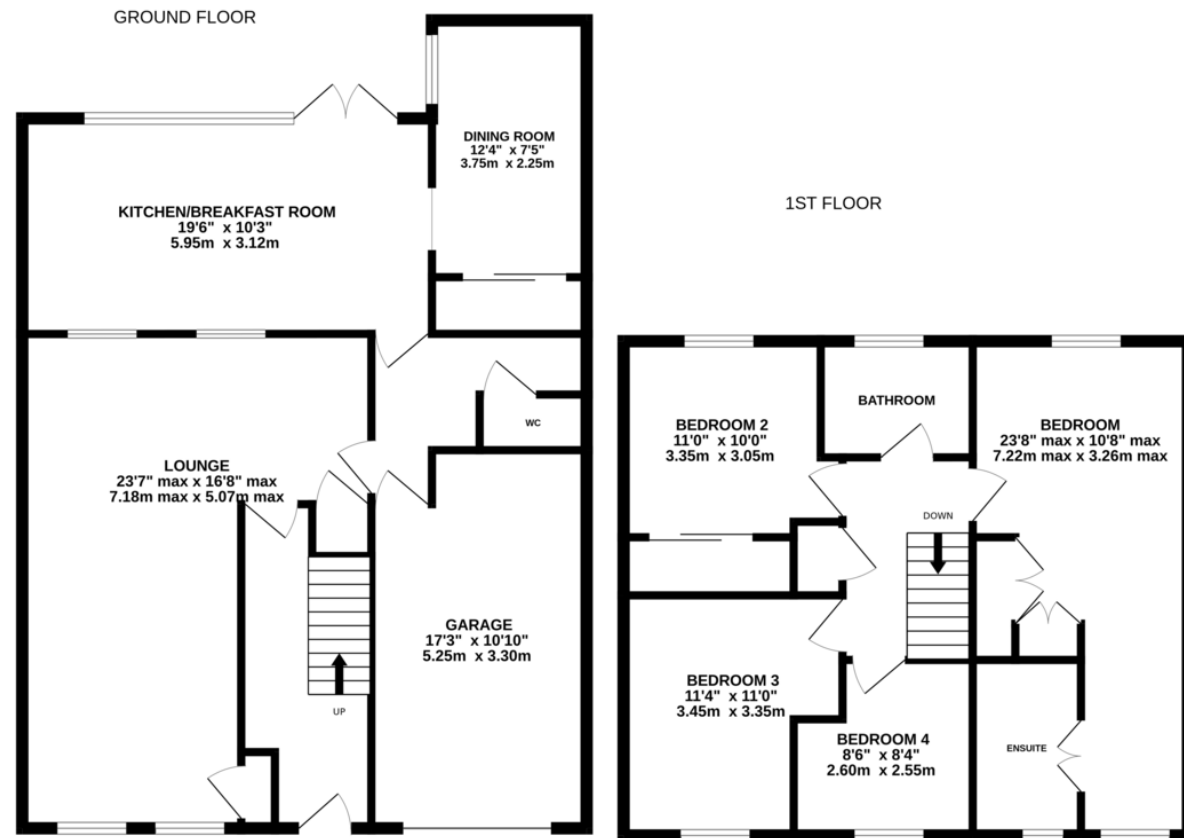 GROUND FLOOR
DINING ROOM
12'4" x 7'5"
3.75m x 2.25m
KITCHEN/BREAKFAST ROOM
19'6" x 10'3"
5.95m x 3.12m
WC
LOUNGE
23'7" max x 16'8" max
7.18m max x 5.07m max
GARAGE
17'3" x 10'10"
5.25m x 3.30m
UP
1ST FLOOR
BEDROOM 2
11'0" x 10'0"
3.35m x 3.05m
BATHROOM
BEDROOM
23'8" max x 10'8" max
7.22m max x 3.26m max
DOWN
BEDROOM 3
11'4" x 11'0"
3.45m x 3.35m
BEDROOM 4
8'6" x 8'4"
2.60m x 2.55m
ENSUITE